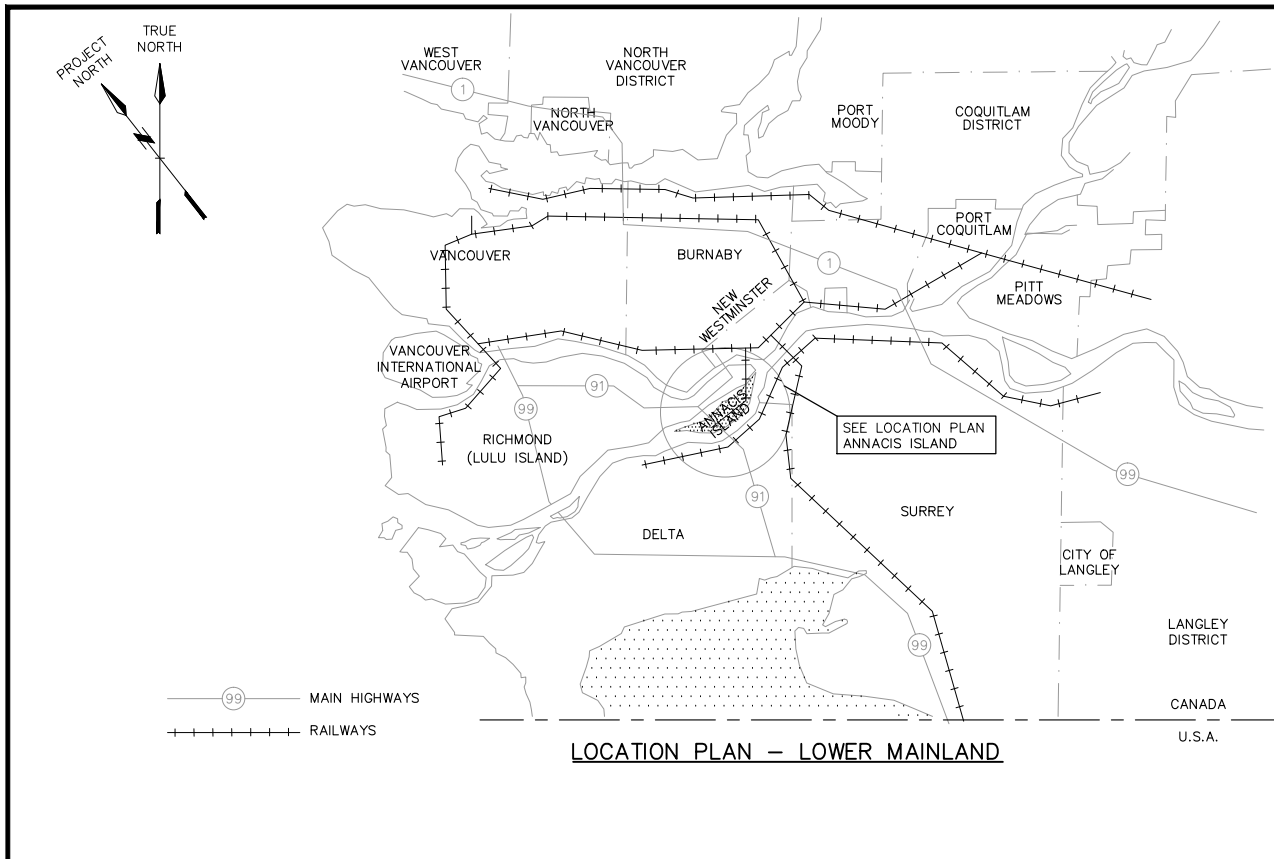 TRUE
NORTH
PROJECT
NORTH
WEST
VANCOUVER
NORTH
VANCOUVER
DISTRICT
1
NORTH
VANCOUVER
PORT
MOODY
COQUITLAM
DISTRICT
PORT
COQUITLAM
VANCOUVER
BURNABY
1
NEW
WESTMINSTER
PITT
MEADOWS
VANCOUVER
INTERNATIONAL
AIRPORT
91
99
ANNACIS
ISLAND
SEE LOCATION PLAN
ANNACIS ISLAND
RICHMOND
(LULU ISLAND)
99
91
SURREY
DELTA
CITY OF
LANGLEY
99
LANGLEY
DISTRICT
99 MAIN HIGHWAYS
RAILWAYS
CANADA
U.S.A.
LOCATION PLAN – LOWER MAINLAND